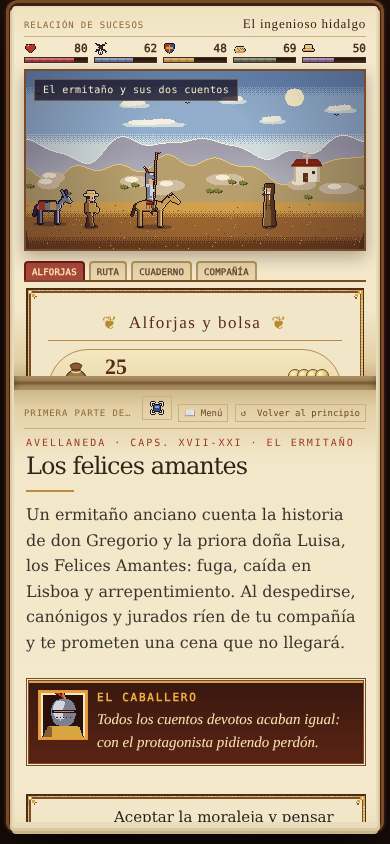 RELACIÓN DE SUCESOS
El ingenioso hidalgo
80
62
48
69
50
El ermitaño y sus dos cuentos
ALFORJAS
RUTA
CUADERNO
COMPAÑÍA
Alforjas y bolsa
25
PRIMERA PARTE DE…
Menú
Volver al principio
AVELLANEDA · CAPS. XVII-XXI · EL ERMITAÑO
Los felices amantes
Un ermitaño anciano cuenta la historia
de don Gregorio y la priora doña Luisa,
los Felices Amantes: fuga, caída en
Lisboa y arrepentimiento. Al despedirse,
canónigos y jurados ríen de tu compañía
y te prometen una cena que no llegará.
EL CABALLERO
Todos los cuentos devotos acaban igual:
con el protagonista pidiendo perdón.
Aceptar la moraleja y pensar